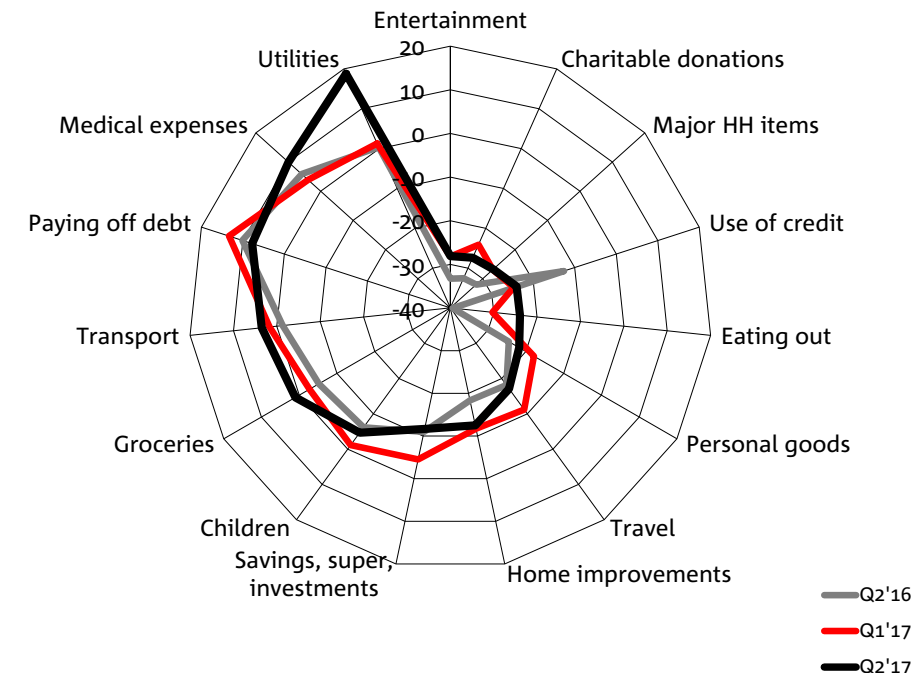 Entertainment
20
Utilities
Charitable donations
10
Medical expenses
Major HH items
0
-10
Paying off debt
Use of credit
-20
-30
-40
Transport
Eating out
Groceries
Personal goods
Children
Travel
Savings, super,
investments
Home improvements
Q2'16
Q1'17
Q2'17